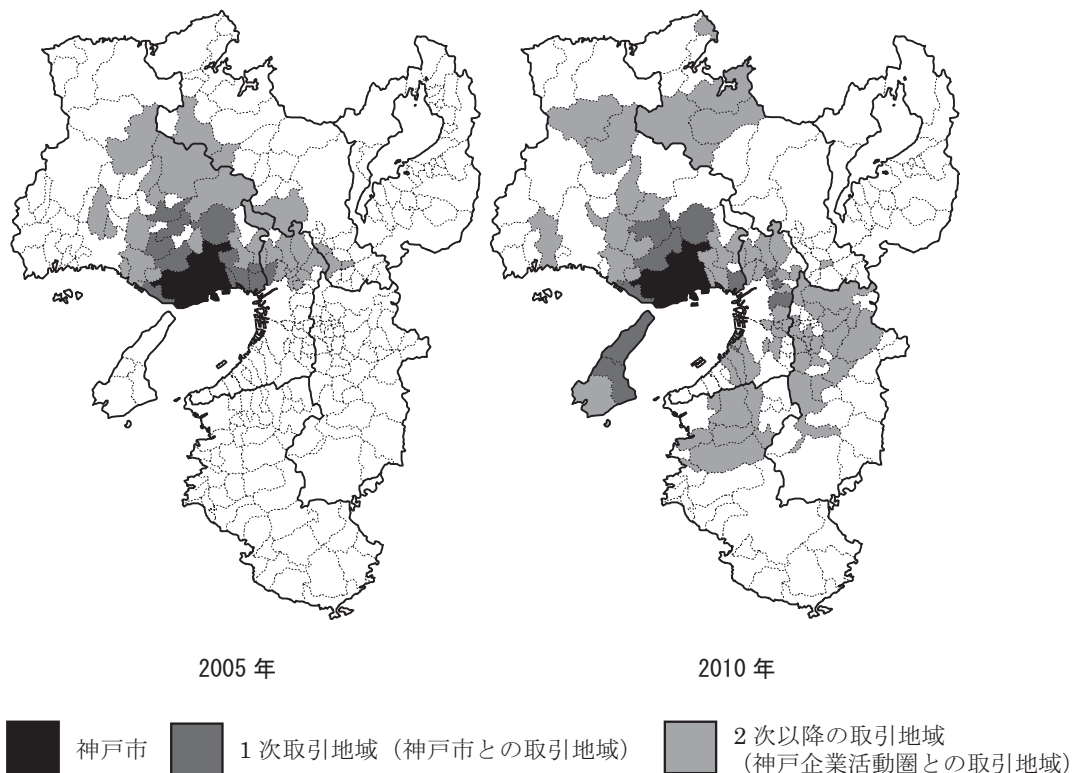 2005 年
2010 年
神戸市
1 次取引地域（神戸市との取引地域）
2 次以降の取引地域
（神戸企業活動圏との取引地域）